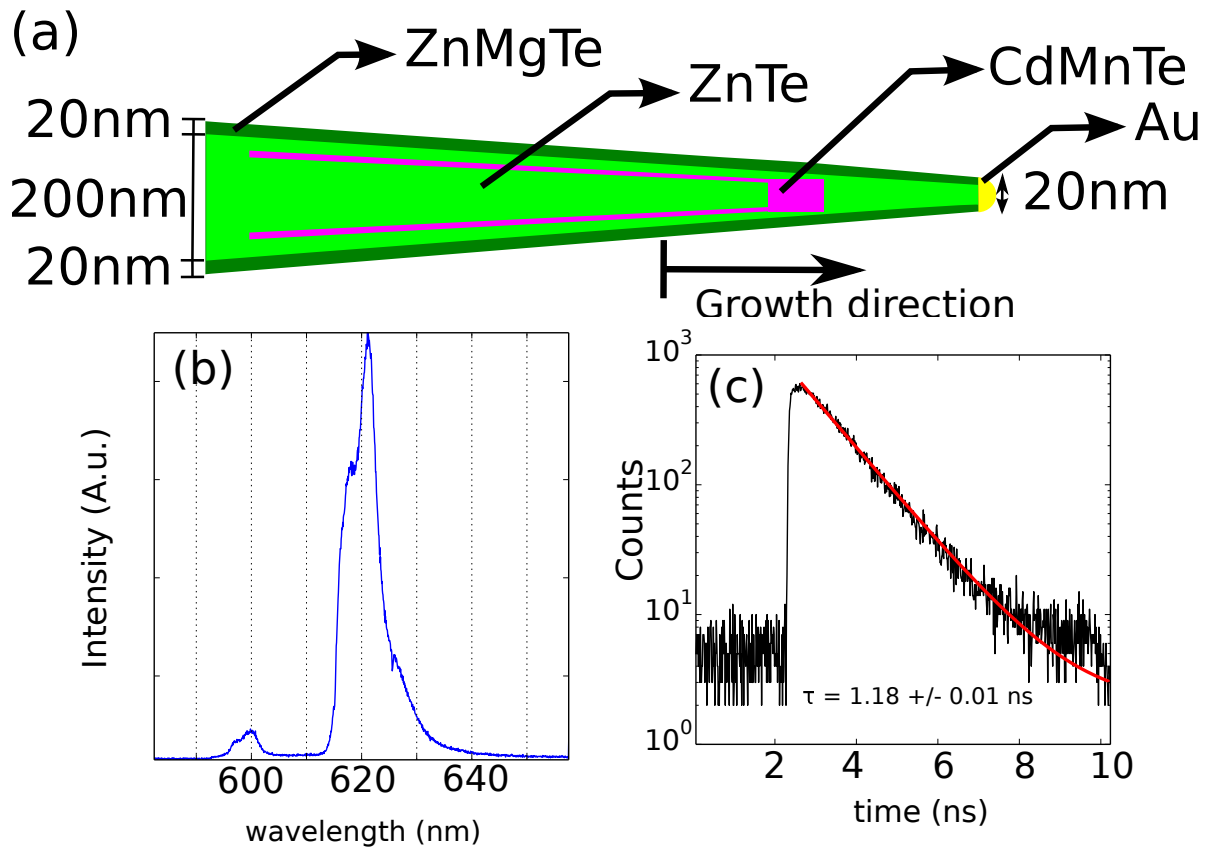 (a)
ZnMgTe
ZnTe
CdMnTe
Au
20nm
200nm
20nm
20nm
Growth direction
(b)
Intensity (A.u.)
600 620 640
wavelength (nm)
(c)
Counts
10³
10²
10¹
10⁰
τ = 1.18 +/- 0.01 ns
2 4 6 8 10
time (ns)